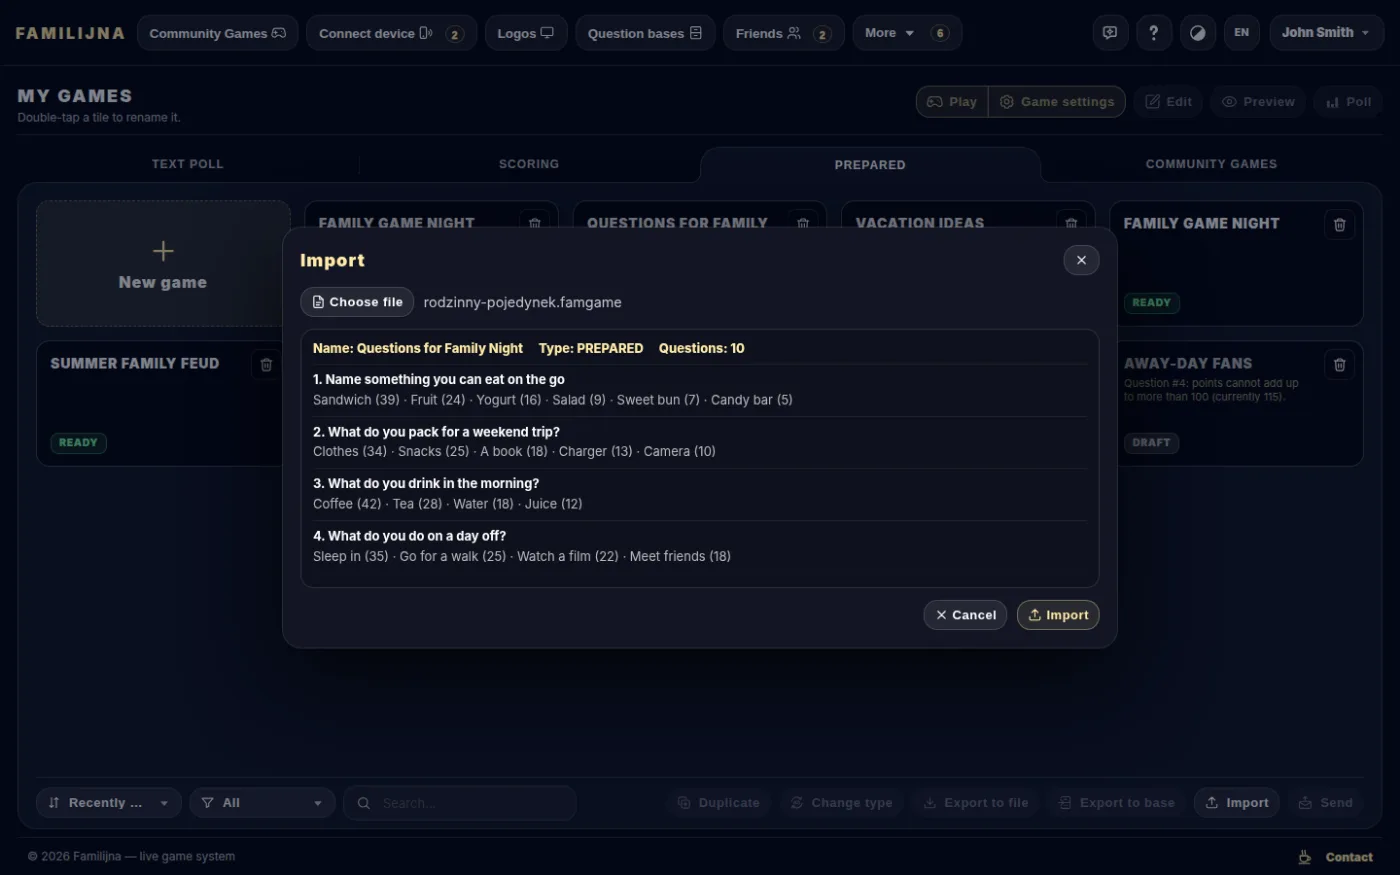 FAMILIJNA
Community Games
Connect device 2
Logos
Question bases
Friends 2
More 6
EN
John Smith
MY GAMES
Double-tap a tile to rename it.
Play
Game settings
Edit
Preview
Poll
TEXT POLL
SCORING
PREPARED
COMMUNITY GAMES
New game
FAMILY GAME NIGHT
QUESTIONS FOR FAMILY
VACATION IDEAS
FAMILY GAME NIGHT
READY
SUMMER FAMILY FEUD
READY
AWAY-DAY FANS
Question #4: points cannot add up
to more than 100 (currently 115).
DRAFT
Import
Choose file
rodzinny-pojedynek.famgame
Name: Questions for Family Night Type: PREPARED Questions: 10
1. Name something you can eat on the go
Sandwich (39) · Fruit (24) · Yogurt (16) · Salad (9) · Sweet bun (7) · Candy bar (5)
2. What do you pack for a weekend trip?
Clothes (34) · Snacks (25) · A book (18) · Charger (13) · Camera (10)
3. What do you drink in the morning?
Coffee (42) · Tea (28) · Water (18) · Juice (12)
4. What do you do on a day off?
Sleep in (35) · Go for a walk (25) · Watch a film (22) · Meet friends (18)
Cancel
Import
Recently ...
All
Search...
Duplicate
Change type
Export to file
Export to base
Import
Send
© 2026 Familijna — live game system
Contact